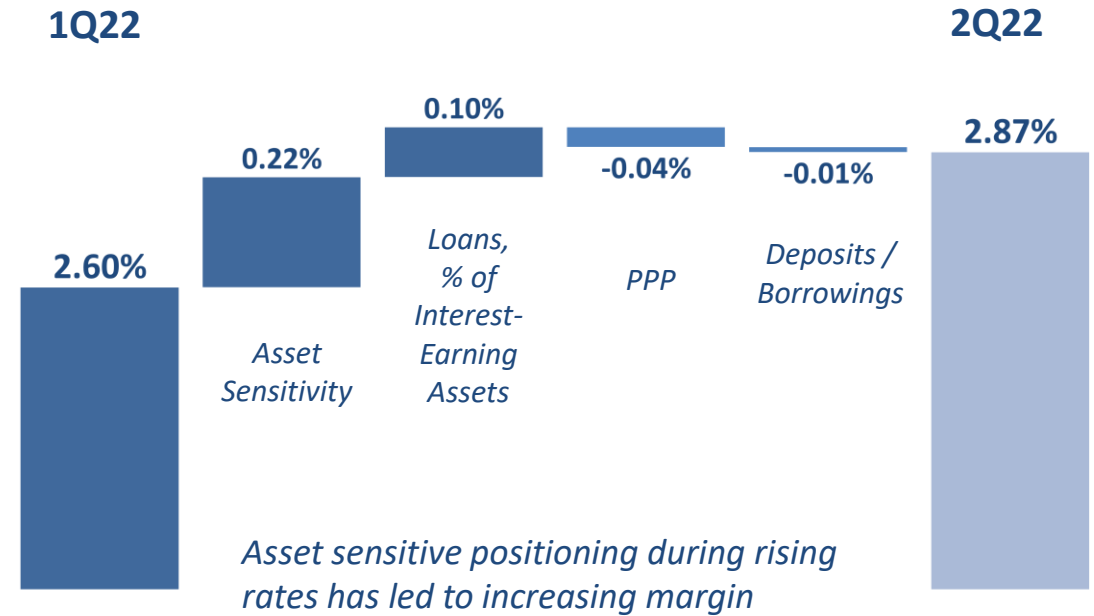 1Q22
2Q22
2.60%
0.22%
Asset
Sensitivity
0.10%
Loans,
% of
Interest-
Earning
Assets
-0.04%
PPP
-0.01%
Deposits /
Borrowings
2.87%
Asset sensitive positioning during rising
rates has led to increasing margin